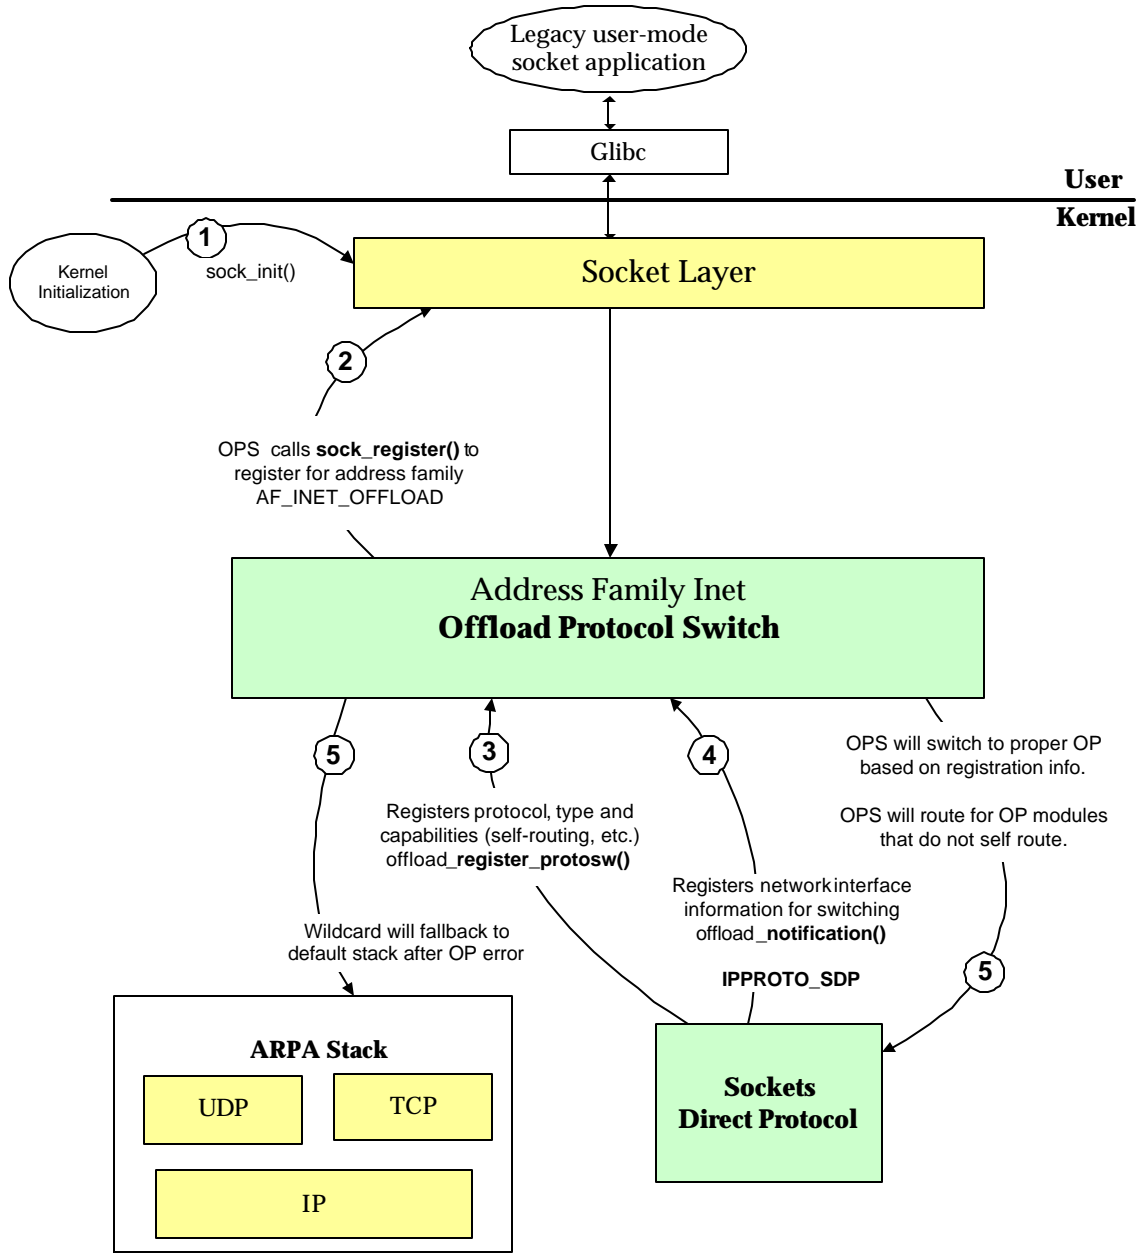 Legacy user-mode
socket application
Glibc
User
Kernel
1
Kernel
Initialization
sock_init()
Socket Layer
2
OPS calls sock_register() to
register for address family
AF_INET_OFFLOAD
Address Family Inet
Offload Protocol Switch
5
3
4
OPS will switch to proper OP
based on registration info.
OPS will route for OP modules
that do not self route.
Registers protocol, type and
capabilities (self-routing, etc.)
offload_register_protosw()
Registers network interface
information for switching
offload_notification()
Wildcard will fallback to
default stack after OP error
5
IPPROTO_SDP
ARPA Stack
UDP
TCP
IP
Sockets
Direct Protocol